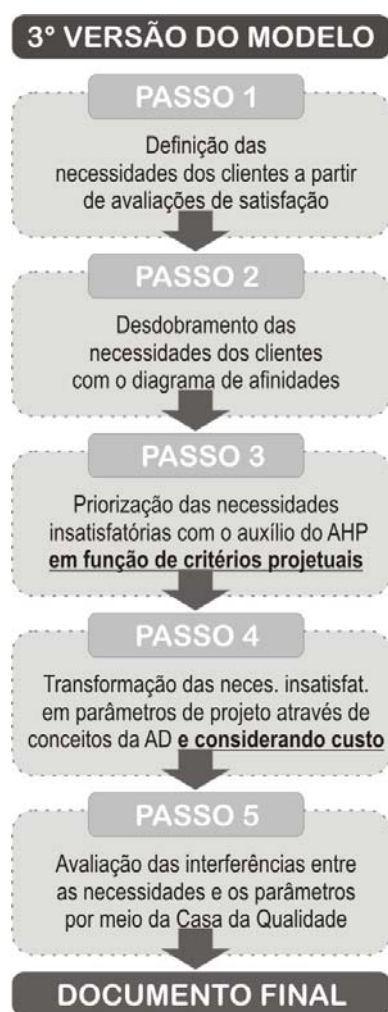 3° VERSÃO DO MODELO
PASSO 1
Definição das
necessidades dos clientes a partir
de avaliações de satisfação
PASSO 2
Desdobramento das
necessidades dos clientes
com o diagrama de afinidades
PASSO 3
Priorização das necessidades
insatisfatórias com o auxílio do AHP
em função de critérios projetuais
PASSO 4
Transformação das neces. insatisfat.
em parâmetros de projeto através de
conceitos da AD e considerando custo
PASSO 5
Avaliação das interferências entre
as necessidades e os parâmetros
por meio da Casa da Qualidade
DOCUMENTO FINAL